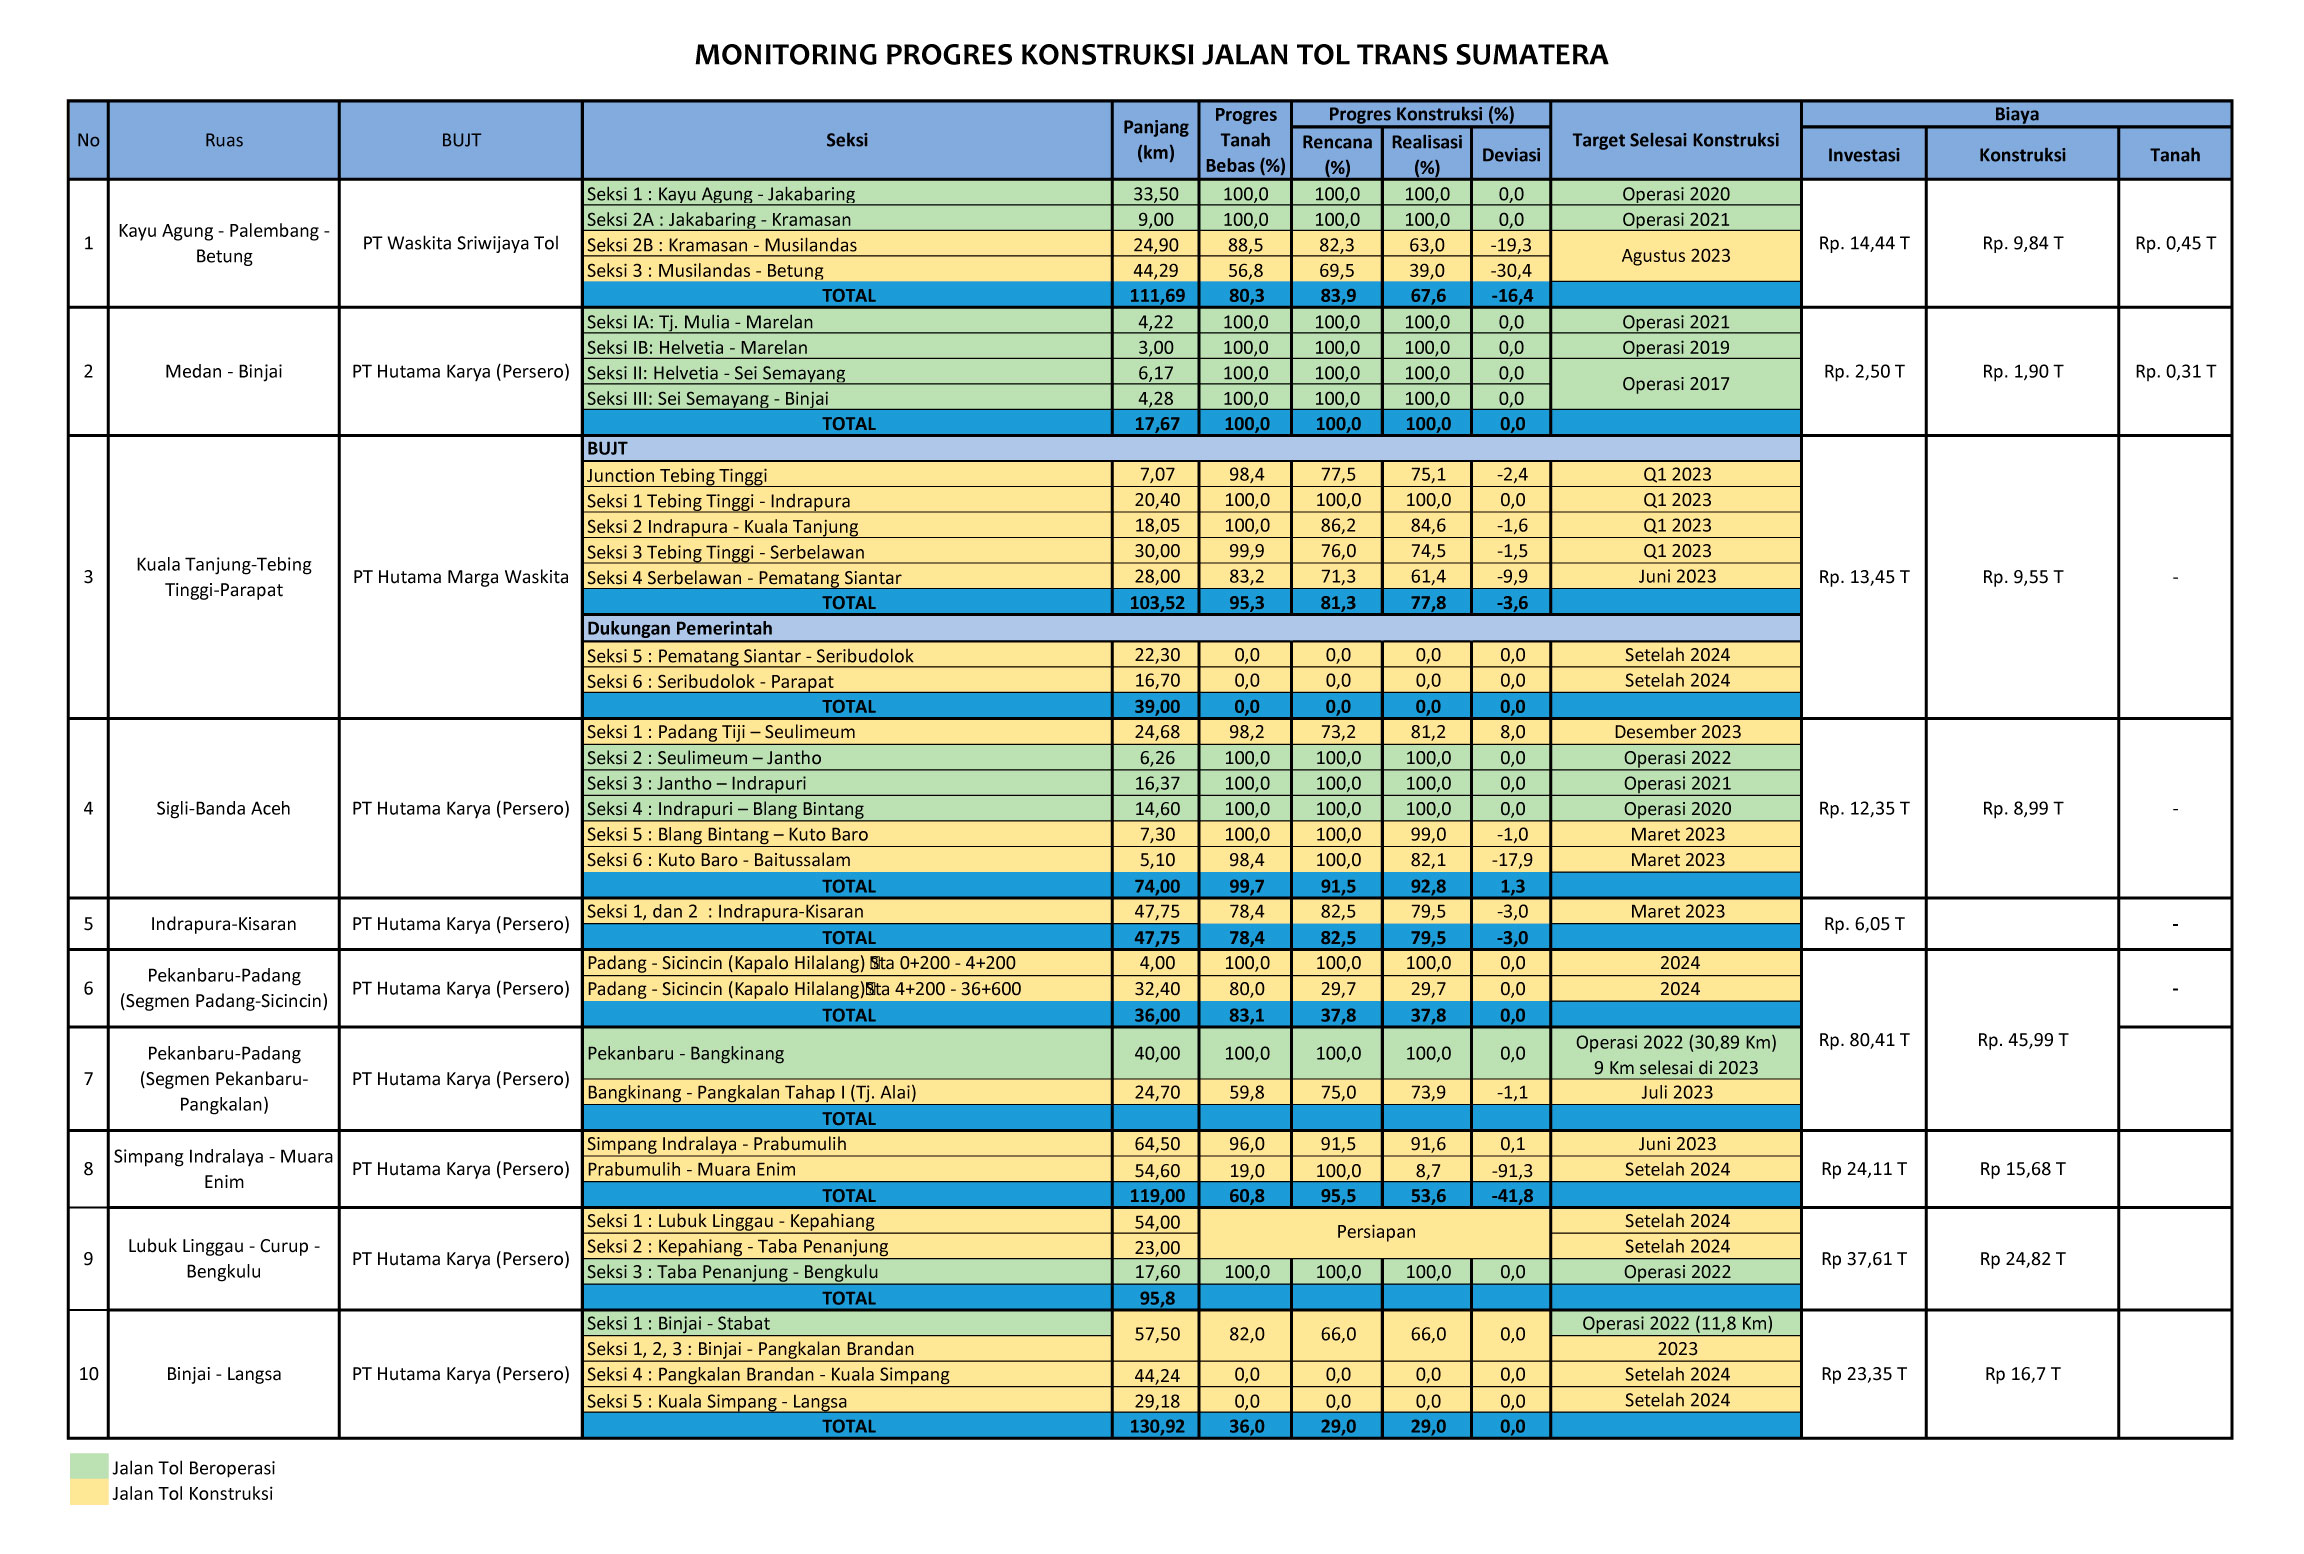 MONITORING PROGRES KONSTRUKSI JALAN TOL TRANS SUMATERA
No Ruas BUJT Seksi Panjang (km) Progres Tanah Bebas (%) Progres Konstruksi (%) Target Selesai Konstruksi Biaya
Rencana (%) Realisasi (%) Deviasi Investasi Konstruksi Tanah
1 Kayu Agung - Palembang - Betung PT Waskita Sriwijaya Tol Rp. 14,44 T Rp. 9,84 T Rp. 0,45 T
Seksi 1 : Kayu Agung - Jakabaring 33,50 100,0 100,0 100,0 0,0 Operasi 2020
Seksi 2A : Jakabaring - Kramasan 9,00 100,0 100,0 100,0 0,0 Operasi 2021
Seksi 2B : Kramasan - Musilandas 24,90 88,5 82,3 63,0 -19,3 Agustus 2023
Seksi 3 : Musilandas - Betung 44,29 56,8 69,5 39,0 -30,4
TOTAL 111,69 80,3 83,9 67,6 -16,4
2 Medan - Binjai PT Hutama Karya (Persero) Rp. 2,50 T Rp. 1,90 T Rp. 0,31 T
Seksi IA: Tj. Mulia - Marelan 4,22 100,0 100,0 100,0 0,0 Operasi 2021
Seksi IB: Helvetia - Marelan 3,00 100,0 100,0 100,0 0,0 Operasi 2019
Seksi II: Helvetia - Sei Semayang 6,17 100,0 100,0 100,0 0,0 Operasi 2017
Seksi III: Sei Semayang - Binjai 4,28 100,0 100,0 100,0 0,0
TOTAL 17,67 100,0 100,0 100,0 0,0
3 Kuala Tanjung-Tebing Tinggi-Parapat PT Hutama Marga Waskita Rp. 13,45 T Rp. 9,55 T -
BUJT
Junction Tebing Tinggi 7,07 98,4 77,5 75,1 -2,4 Q1 2023
Seksi 1 Tebing Tinggi - Indrapura 20,40 100,0 100,0 100,0 0,0 Q1 2023
Seksi 2 Indrapura - Kuala Tanjung 18,05 100,0 86,2 84,6 -1,6 Q1 2023
Seksi 3 Tebing Tinggi - Serbelawan 30,00 99,9 76,0 74,5 -1,5 Q1 2023
Seksi 4 Serbelawan - Pematang Siantar 28,00 83,2 71,3 61,4 -9,9 Juni 2023
TOTAL 103,52 95,3 81,3 77,8 -3,6
Dukungan Pemerintah
Seksi 5 : Pematang Siantar - Seribudolok 22,30 0,0 0,0 0,0 0,0 Setelah 2024
Seksi 6 : Seribudolok - Parapat 16,70 0,0 0,0 0,0 0,0 Setelah 2024
TOTAL 39,00 0,0 0,0 0,0 0,0
4 Sigli-Banda Aceh PT Hutama Karya (Persero) Rp. 12,35 T Rp. 8,99 T -
Seksi 1 : Padang Tiji – Seulimeum 24,68 98,2 73,2 81,2 8,0 Desember 2023
Seksi 2 : Seulimeum – Jantho 6,26 100,0 100,0 100,0 0,0 Operasi 2022
Seksi 3 : Jantho – Indrapuri 16,37 100,0 100,0 100,0 0,0 Operasi 2021
Seksi 4 : Indrapuri – Blang Bintang 14,60 100,0 100,0 100,0 0,0 Operasi 2020
Seksi 5 : Blang Bintang – Kuto Baro 7,30 100,0 100,0 99,0 -1,0 Maret 2023
Seksi 6 : Kuto Baro - Baitussalam 5,10 98,4 100,0 82,1 -17,9 Maret 2023
TOTAL 74,00 99,7 91,5 92,8 1,3
5 Indrapura-Kisaran PT Hutama Karya (Persero) Rp. 6,05 T -
Seksi 1, dan 2 : Indrapura-Kisaran 47,75 78,4 82,5 79,5 -3,0 Maret 2023
TOTAL 47,75 78,4 82,5 79,5 -3,0
6 Pekanbaru-Padang (Segmen Padang-Sicincin) PT Hutama Karya (Persero) Rp. 80,41 T Rp. 45,99 T -
Padang - Sicincin (Kapalo Hilalang) Sta 0+200 - 4+200 4,00 100,0 100,0 100,0 0,0 2024
Padang - Sicincin (Kapalo Hilalang) Sta 4+200 - 36+600 32,40 80,0 29,7 29,7 0,0 2024
TOTAL 36,00 83,1 37,8 37,8 0,0
7 Pekanbaru-Padang (Segmen Pekanbaru-Pangkalan) PT Hutama Karya (Persero)
Pekanbaru - Bangkinang 40,00 100,0 100,0 100,0 0,0 Operasi 2022 (30,89 Km) 9 Km selesai di 2023
Bangkinang - Pangkalan Tahap I (Tj. Alai) 24,70 59,8 75,0 73,9 -1,1 Juli 2023
TOTAL
8 Simpang Indralaya - Muara Enim PT Hutama Karya (Persero) Rp 24,11 T Rp 15,68 T
Simpang Indralaya - Prabumulih 64,50 96,0 91,5 91,6 0,1 Juni 2023
Prabumulih - Muara Enim 54,60 19,0 100,0 8,7 -91,3 Setelah 2024
TOTAL 119,00 60,8 95,5 53,6 -41,8
9 Lubuk Linggau - Curup - Bengkulu PT Hutama Karya (Persero) Rp 37,61 T Rp 24,82 T
Seksi 1 : Lubuk Linggau - Kepahiang 54,00 Persiapan Setelah 2024
Seksi 2 : Kepahiang - Taba Penanjung 23,00 Setelah 2024
Seksi 3 : Taba Penanjung - Bengkulu 17,60 100,0 100,0 100,0 0,0 Operasi 2022
TOTAL 95,8
10 Binjai - Langsa PT Hutama Karya (Persero) Rp 23,35 T Rp 16,7 T
Seksi 1 : Binjai - Stabat 57,50 82,0 66,0 66,0 0,0 Operasi 2022 (11,8 Km)
Seksi 1, 2, 3 : Binjai - Pangkalan Brandan 2023
Seksi 4 : Pangkalan Brandan - Kuala Simpang 44,24 0,0 0,0 0,0 0,0 Setelah 2024
Seksi 5 : Kuala Simpang - Langsa 29,18 0,0 0,0 0,0 0,0 Setelah 2024
TOTAL 130,92 36,0 29,0 29,0 0,0
Jalan Tol Beroperasi
Jalan Tol Konstruksi